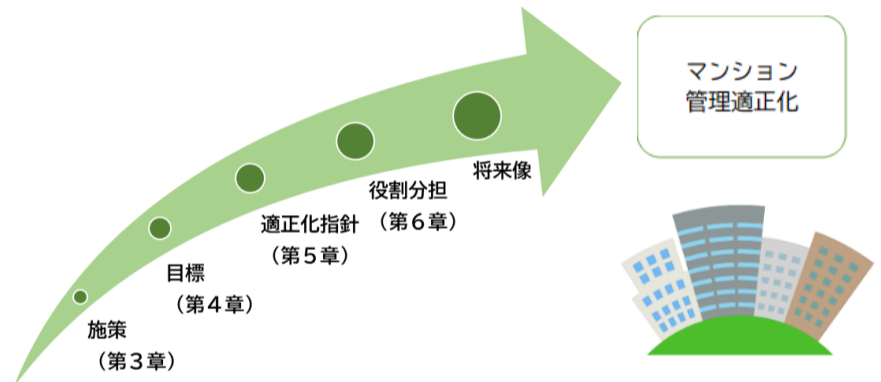 マンション
管理適正化
将来像
役割分担
（第６章）
適正化指針
（第５章）
目標
（第４章）
施策
（第３章）